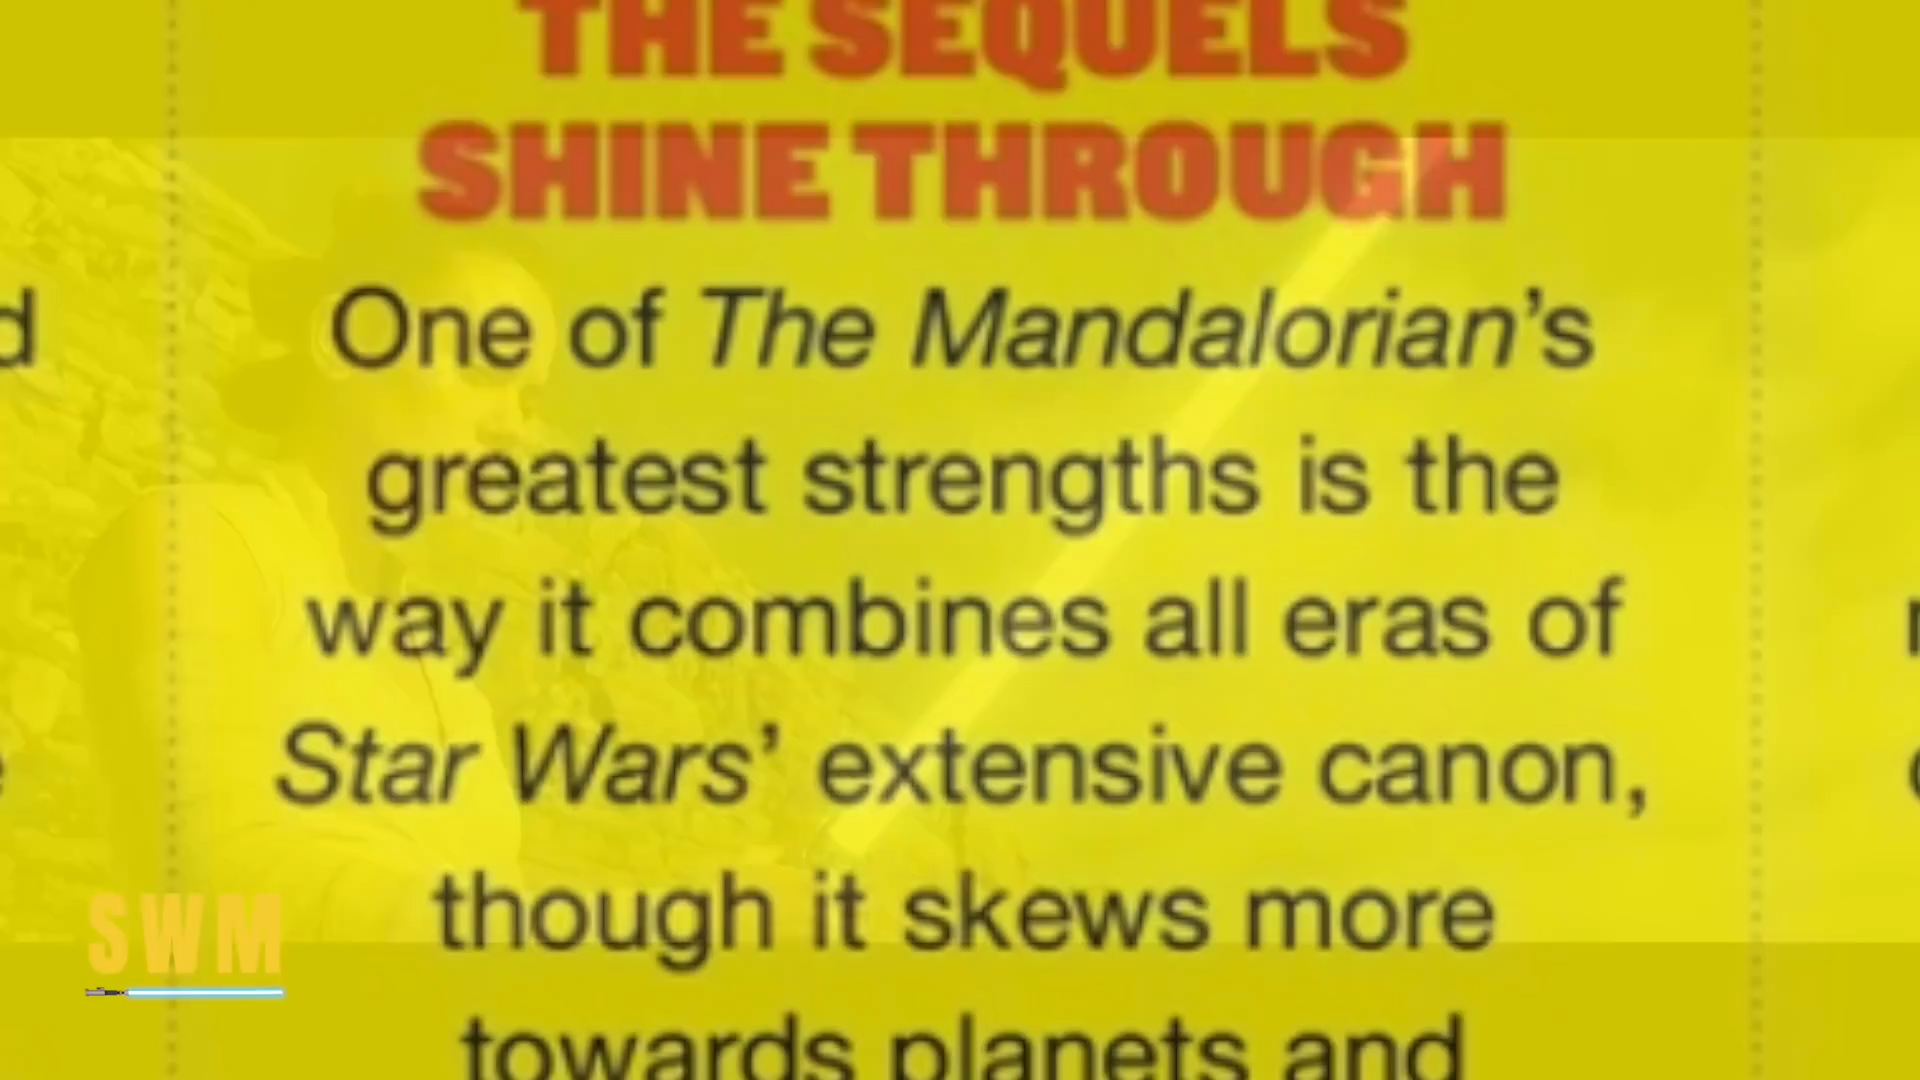 THE SEQUELS
SHINE THROUGH
One of The Mandalorian's
greatest strengths is the
way it combines all eras of
Star Wars' extensive canon,
though it skews more
towards planets and
SWM